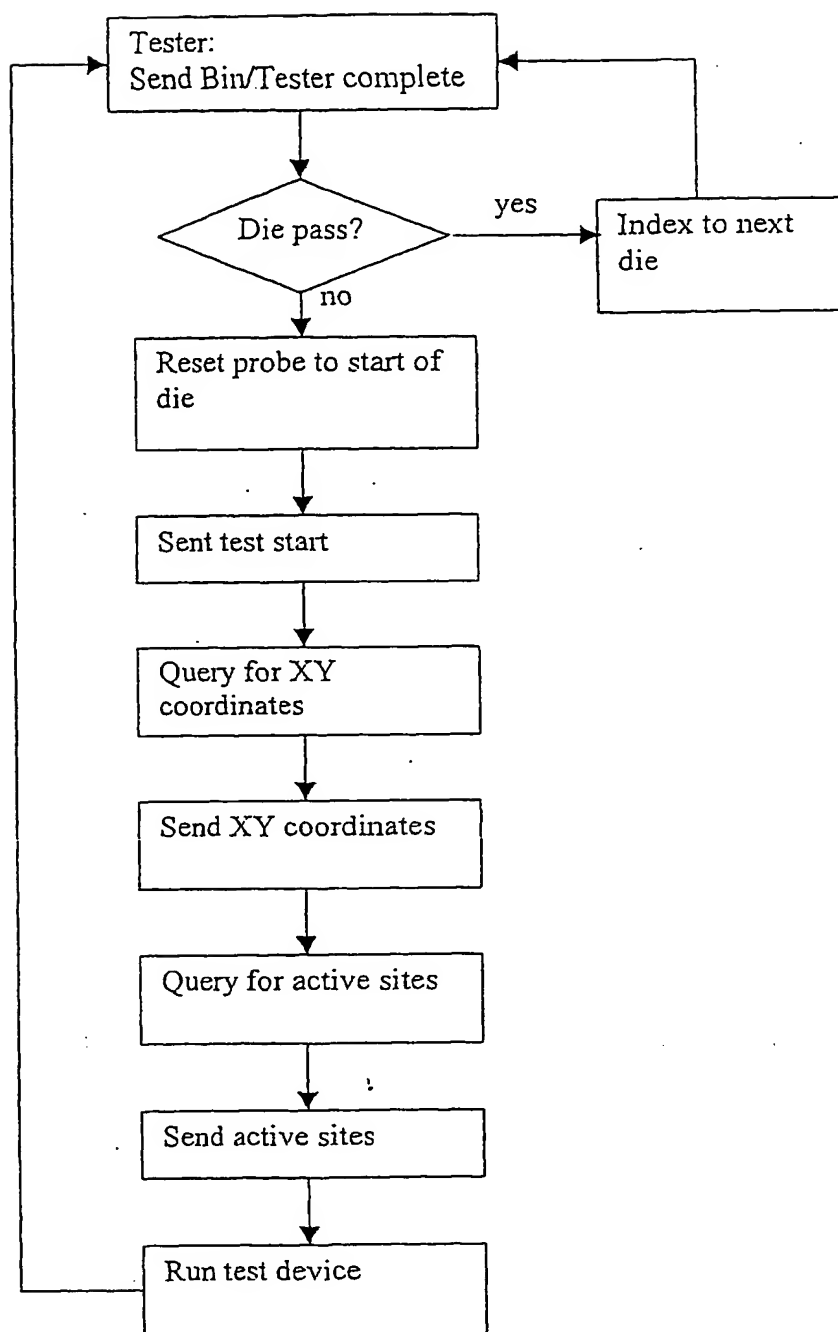 Tester:
Send Bin/Tester complete
Die pass?
yes
Index to next
die
no
Reset probe to start of
die
Sent test start
Query for XY
coordinates
Send XY coordinates
Query for active sites
Send active sites
Run test device